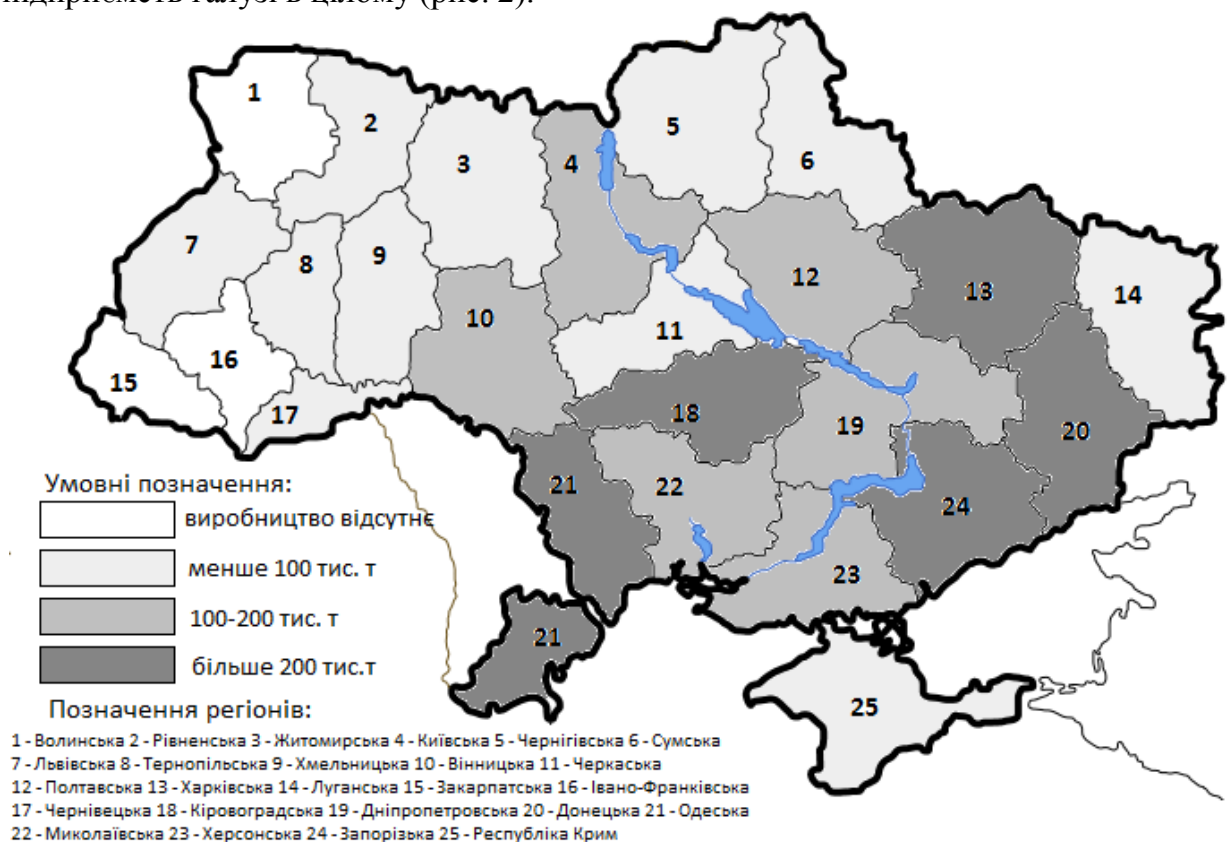 галузі в цілому (рис. 2).
1
2
3
4
5
6
7
8
9
10
11
12
13
14
15
16
17
18
19
20
21
22
23
24
21
25
Умовні позначення:
виробництво відсутнє
менше 100 тис. т
100-200 тис. т
більше 200 тис.т
Позначення регіонів:
1 - Волинська 2 - Рівненська 3 - Житомирська 4 - Київська 5 - Чернігівська 6 - Сумська
7 - Львівська 8 - Тернопільська 9 - Хмельницька 10 - Вінницька 11 - Черкаська
12 - Полтавська 13 - Харківська 14 - Луганська 15 - Закарпатська 16 - Івано-Франківська
17 - Чернівецька 18 - Кіровоградська 19 - Дніпропетровська 20 - Донецька 21 - Одеська
22 - Миколаївська 23 - Херсонська 24 - Запорізька 25 - Республіка Крим